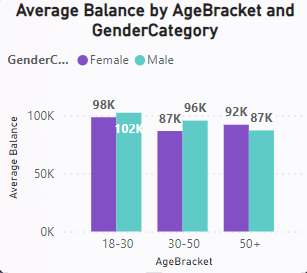 Average Balance by AgeBracket and
GenderCategory
GenderC... Female Male
Average Balance
100K
50K
0K
98K
102K
87K
96K
92K
87K
18-30 30-50 50+
AgeBracket